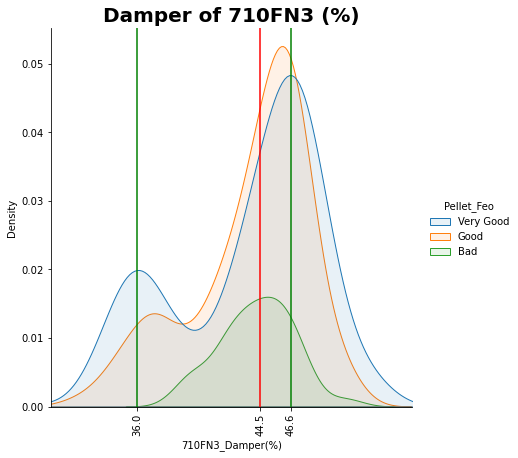 Damper of 710FN3 (%)
0.05
0.04
0.03
0.02
0.01
0.00
Density
36.0
44.5
46.6
710FN3_Damper(%)
Pellet_Feo
Very Good
Good
Bad